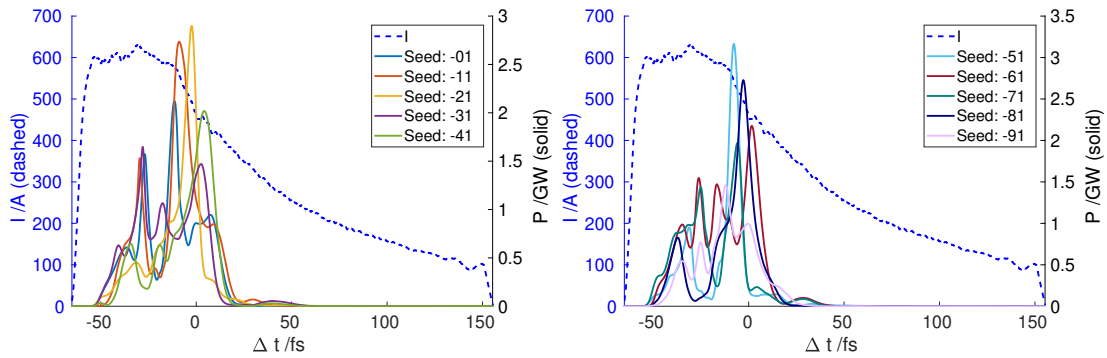 700
600
500
400
300
200
100
0
I /A (dashed)
-50
0
50
100
150
Δ t /fs
3
2.5
2
1.5
1
0.5
0
P /GW (solid)
I
Seed: -01
Seed: -11
Seed: -21
Seed: -31
Seed: -41
700
600
500
400
300
200
100
0
I /A (dashed)
-50
0
50
100
150
Δ t /fs
3.5
3
2.5
2
1.5
1
0.5
0
P /GW (solid)
I
Seed: -51
Seed: -61
Seed: -71
Seed: -81
Seed: -91